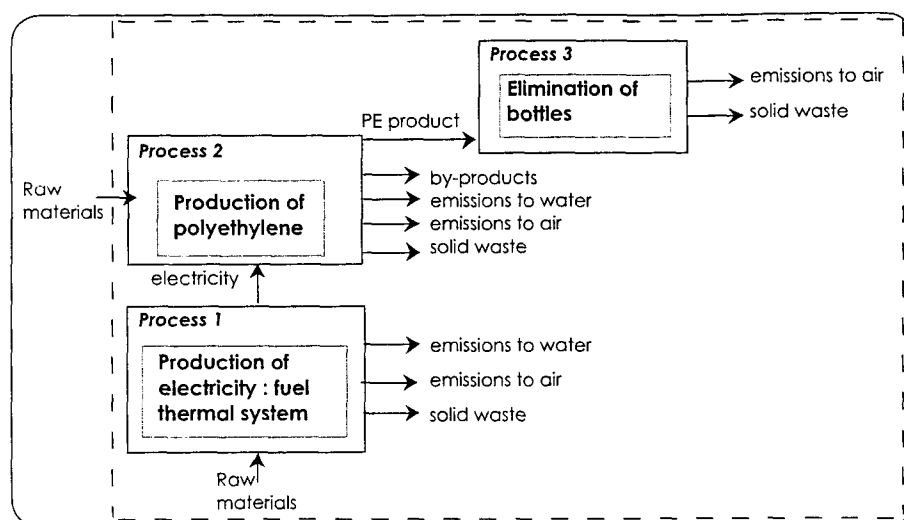 Process 3
Elimination of
bottles
emissions to air
solid waste
PE product
Process 2
Production of
polyethylene
Raw
materials
by-products
emissions to water
emissions to air
solid waste
electricity
Process 1
Production of
electricity : fuel
thermal system
emissions to water
emissions to air
solid waste
Raw
materials